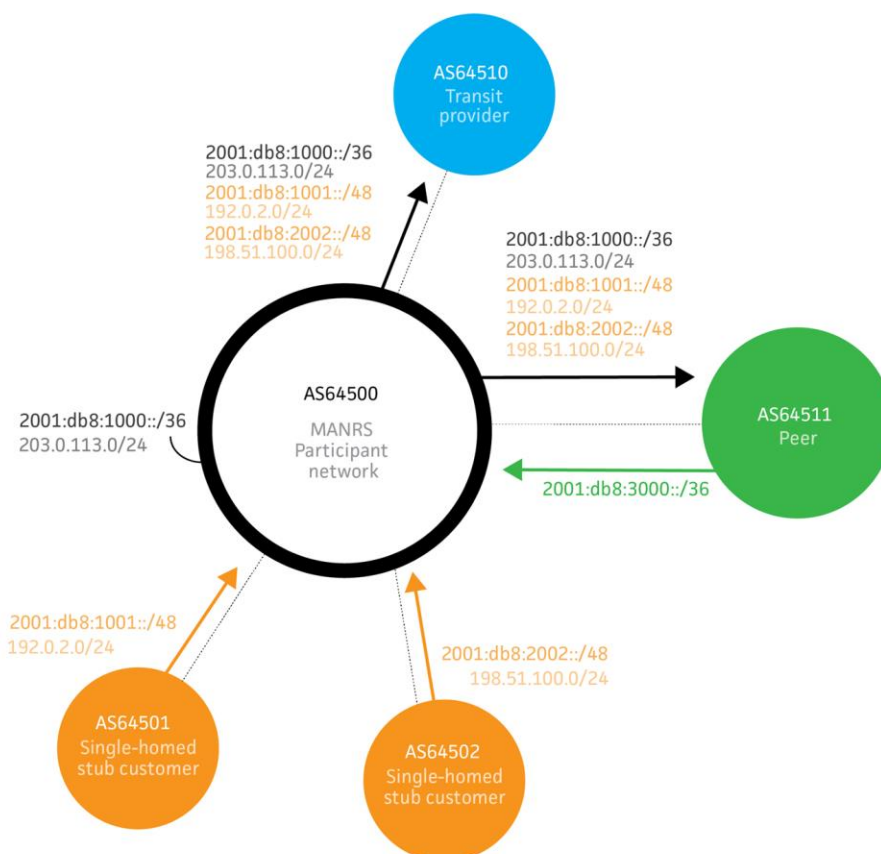 AS64510
Transit
provider
2001:db8:1000::/36
203.0.113.0/24
2001:db8:1001::/48
192.0.2.0/24
2001:db8:2002::/48
198.51.100.0/24
2001:db8:1000::/36
203.0.113.0/24
2001:db8:1001::/48
192.0.2.0/24
2001:db8:2002::/48
198.51.100.0/24
AS64500
MANRS
Participant
network
2001:db8:1000::/36
203.0.113.0/24
AS64511
Peer
2001:db8:3000::/36
2001:db8:1001::/48
192.0.2.0/24
2001:db8:2002::/48
198.51.100.0/24
AS64501
Single-homed
stub customer
AS64502
Single-homed
stub customer